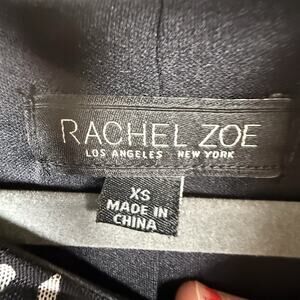 RACHEL ZOE
LOS ANGELES NEW YORK
XS
MADE IN
CHINA